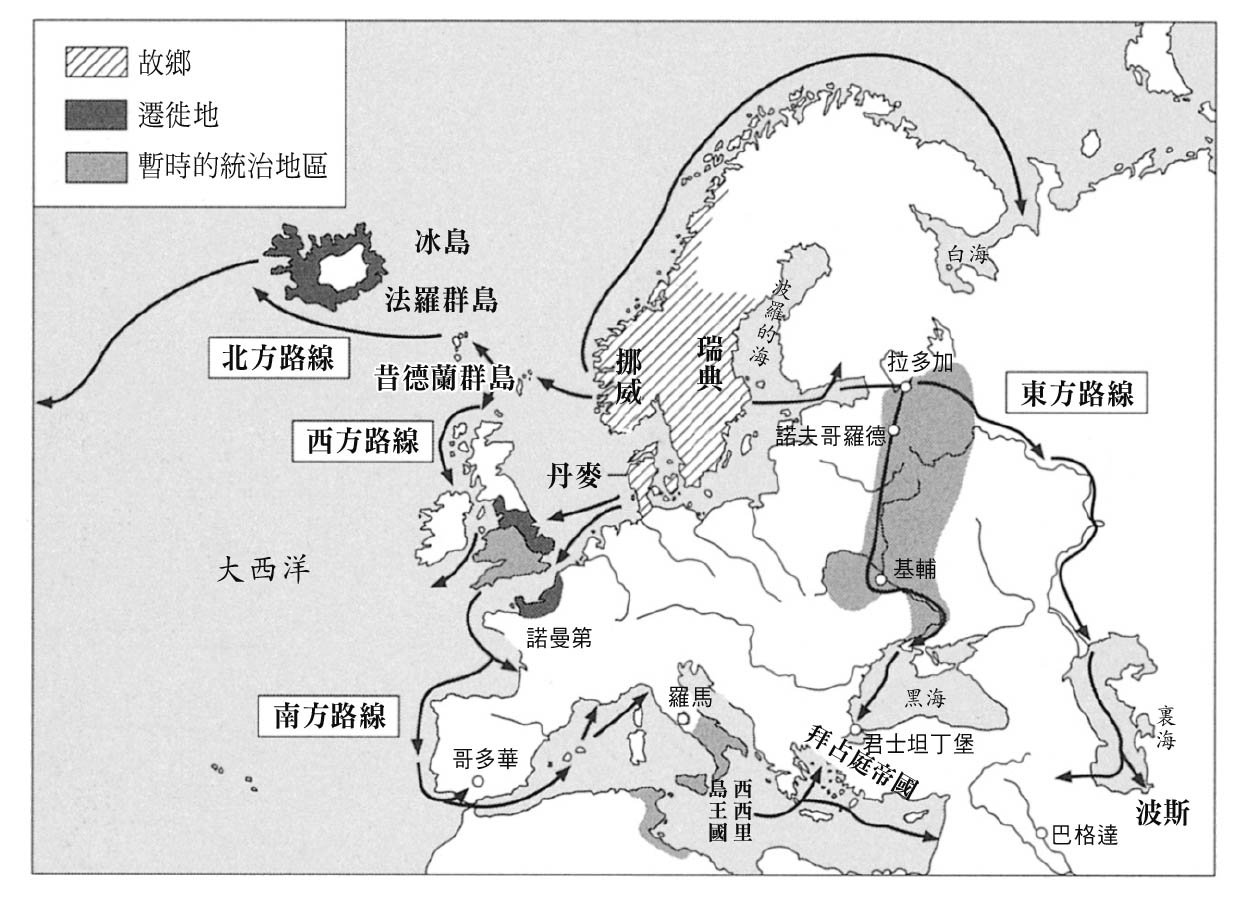 故鄉
遷徙地
暫時的統治地區
冰島
法羅群島
北方路線
昔德蘭群島
西方路線
挪威
瑞典
波羅的海
白海
拉多加
東方路線
諾夫哥羅德
丹麥
大西洋
基輔
諾曼第
南方路線
羅馬
黑海
裏海
哥多華
君士坦丁堡
拜占庭帝國
西西里
島王國
波斯
巴格達